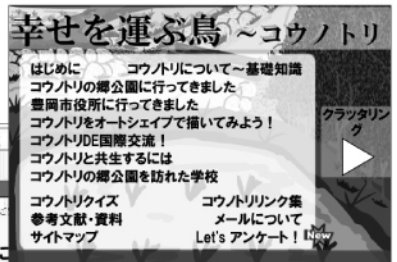 幸せを運ぶ鳥 ~コウノトリ
はじめに コウノトリについて~基礎知識
コウノトリの郷公園に行ってきました
豊岡市役所に行ってきました
コウノトリをオートシェイプで描いてみよう!
コウノトリDE国際交流!
コウノトリと共生するには
コウノトリの郷公園を訪れた学校
コウノトリクイズ コウノトリリンク集
参考文献・資料 メールについて
サイトマップ Let's アンケート! New
クラッタリン
グ